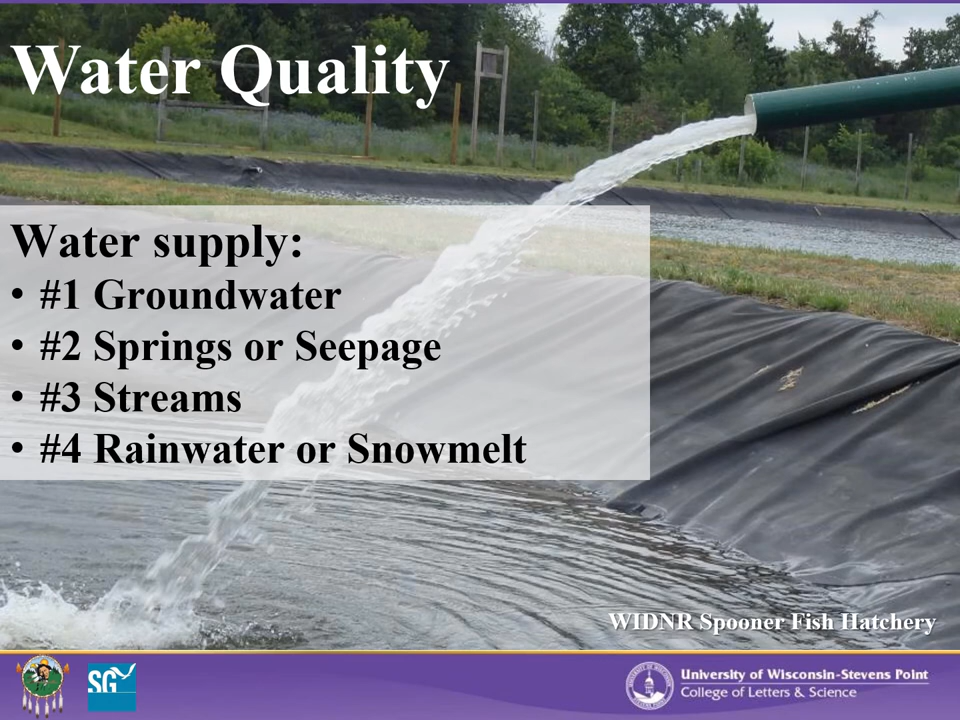 Water Quality
Water supply:
• #1 Groundwater
• #2 Springs or Seepage
• #3 Streams
• #4 Rainwater or Snowmelt
WIDNR Spooner Fish Hatchery
SG
University of Wisconsin-Stevens Point
College of Letters & Science